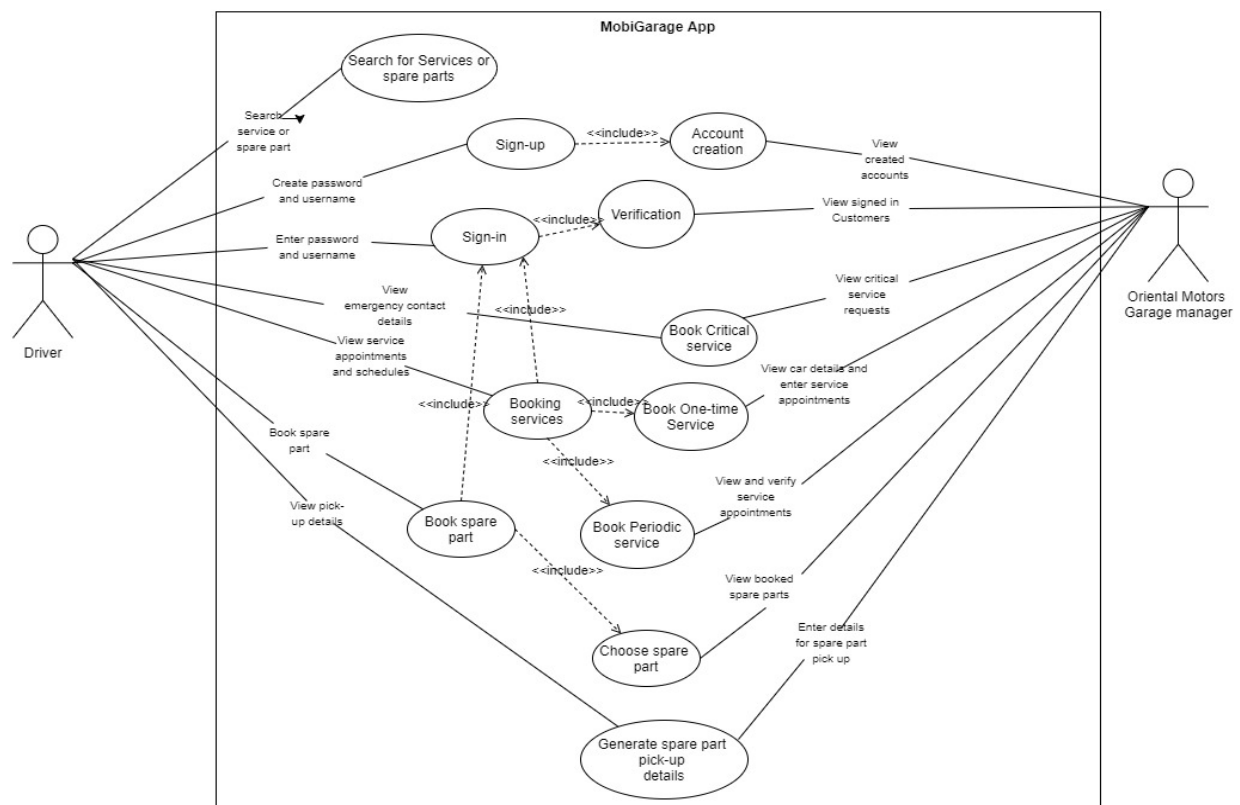 MobiGarage App
Search for Services or
spare parts
Search
service or
spare part
Sign-up
<<include>>
Account
creation
View
created
accounts
Create password
and username
Sign-in
<<include>>
Verification
View signed in
Customers
Enter password
and username
Driver
Oriental Motors
Garage manager
View
emergency contact
details
<<include>>
Book Critical
service
View critical
service
requests
View service
appointments
and schedules
<<include>>
Booking
services
<<include>>
Book One-time
Service
View car details and
enter service
appointments
Book spare
part
<<include>>
View pick-
up details
Book spare
part
Book Periodic
service
View and verify
service
appointments
<<include>>
View booked
spare parts
Choose spare
part
Enter details
for spare part
pick up
Generate spare part
pick-up
details